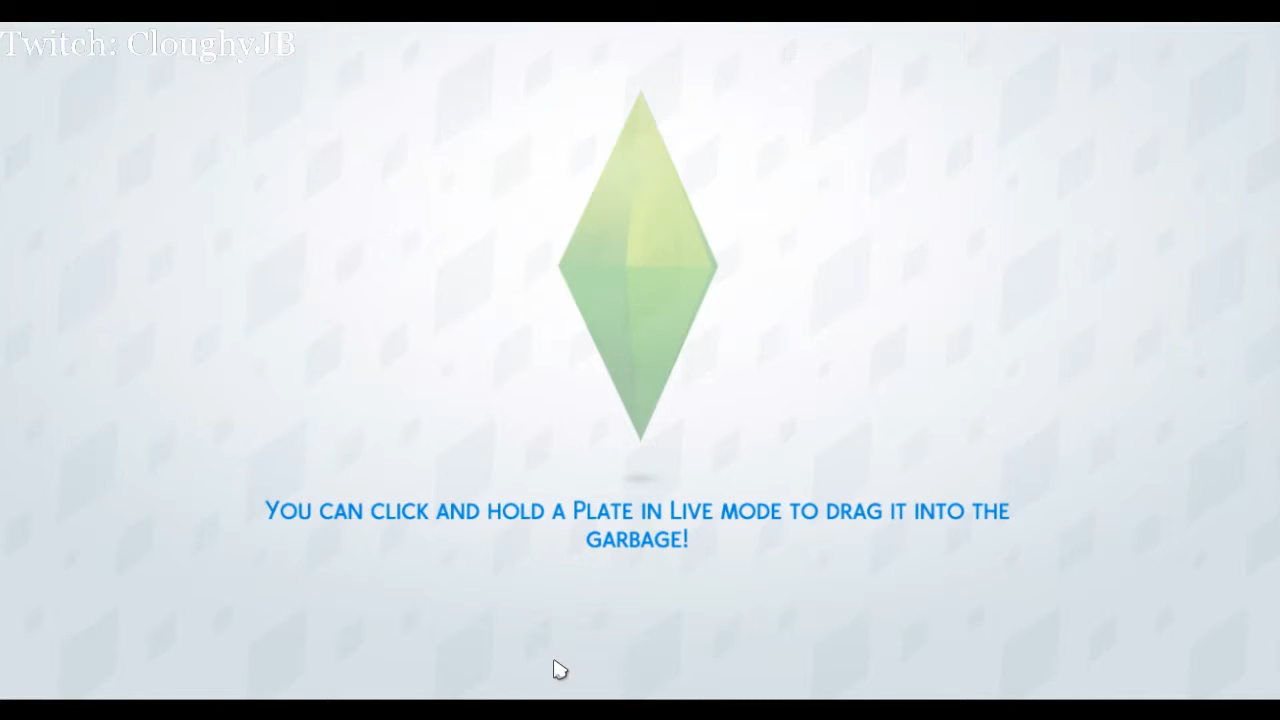 Twitch: CloughyJB
You can click and hold a Plate in Live mode to drag it into the
garbage!